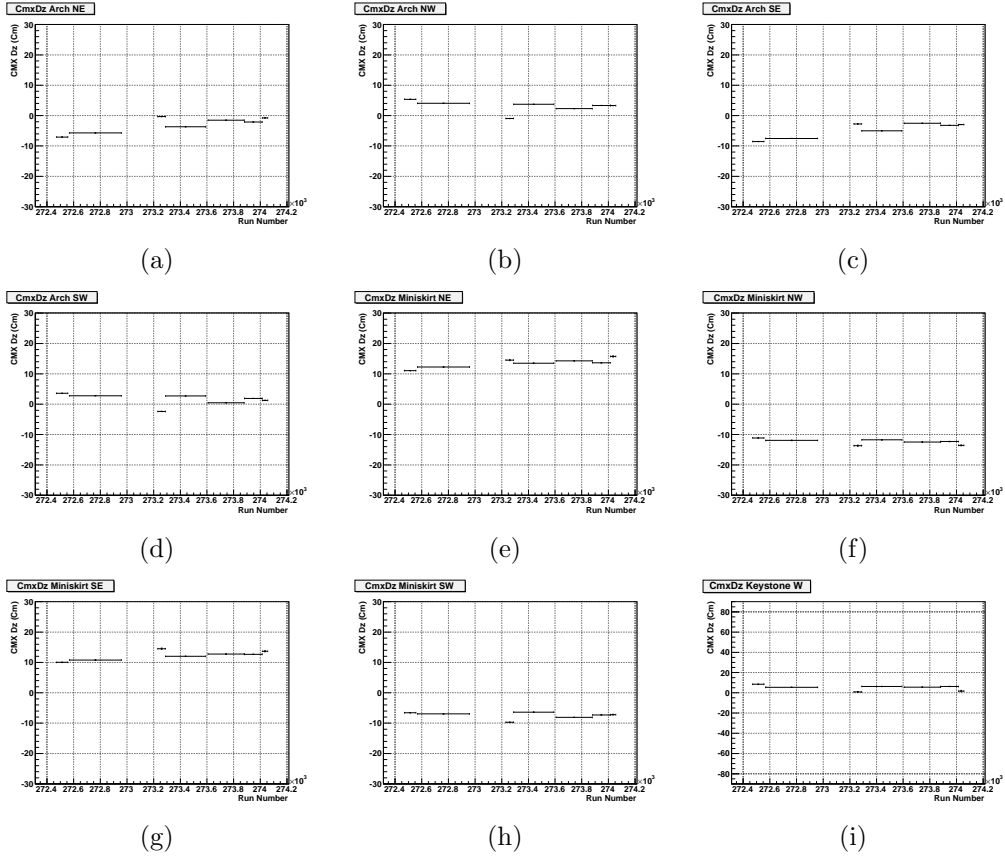 CmxDz Arch NE
CMX Dz (Cm)
30
20
10
0
-10
-20
-30
272.4 272.6 272.8 273 273.2 273.4 273.6 273.8 274 274.2
×10³
Run Number
(a)
CmxDz Arch NW
CMX Dz (Cm)
30
20
10
0
-10
-20
-30
272.4 272.6 272.8 273 273.2 273.4 273.6 273.8 274 274.2
×10³
Run Number
(b)
CmxDz Arch SE
CMX Dz (Cm)
30
20
10
0
-10
-20
-30
272.4 272.6 272.8 273 273.2 273.4 273.6 273.8 274 274.2
×10³
Run Number
(c)
CmxDz Arch SW
CMX Dz (Cm)
30
20
10
0
-10
-20
-30
272.4 272.6 272.8 273 273.2 273.4 273.6 273.8 274 274.2
×10³
Run Number
(d)
CmxDz Miniskirt NE
CMX Dz (Cm)
30
20
10
0
-10
-20
-30
272.4 272.6 272.8 273 273.2 273.4 273.6 273.8 274 274.2
×10³
Run Number
(e)
CmxDz Miniskirt NW
CMX Dz (Cm)
30
20
10
0
-10
-20
-30
272.4 272.6 272.8 273 273.2 273.4 273.6 273.8 274 274.2
×10³
Run Number
(f)
CmxDz Miniskirt SE
CMX Dz (Cm)
30
20
10
0
-10
-20
-30
272.4 272.6 272.8 273 273.2 273.4 273.6 273.8 274 274.2
×10³
Run Number
(g)
CmxDz Miniskirt SW
CMX Dz (Cm)
30
20
10
0
-10
-20
-30
272.4 272.6 272.8 273 273.2 273.4 273.6 273.8 274 274.2
×10³
Run Number
(h)
CmxDz Keystone W
CMX Dz (Cm)
80
60
40
20
0
-20
-40
-60
-80
272.4 272.6 272.8 273 273.2 273.4 273.6 273.8 274 274.2
×10³
Run Number
(i)